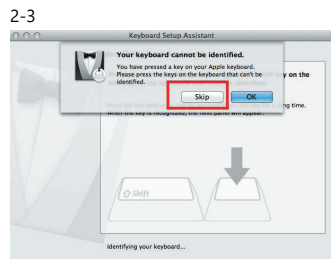 2-3
Keyboard Setup Assistant
Your keyboard cannot be identified.
You have pressed a key on your Apple keyboard.
Please press the keys on the keyboard that can't be
identified.
y on the
Skip
OK
ng time.
When the key is recognized, the next panel will appear.
⇧ Shift
Identifying your keyboard...